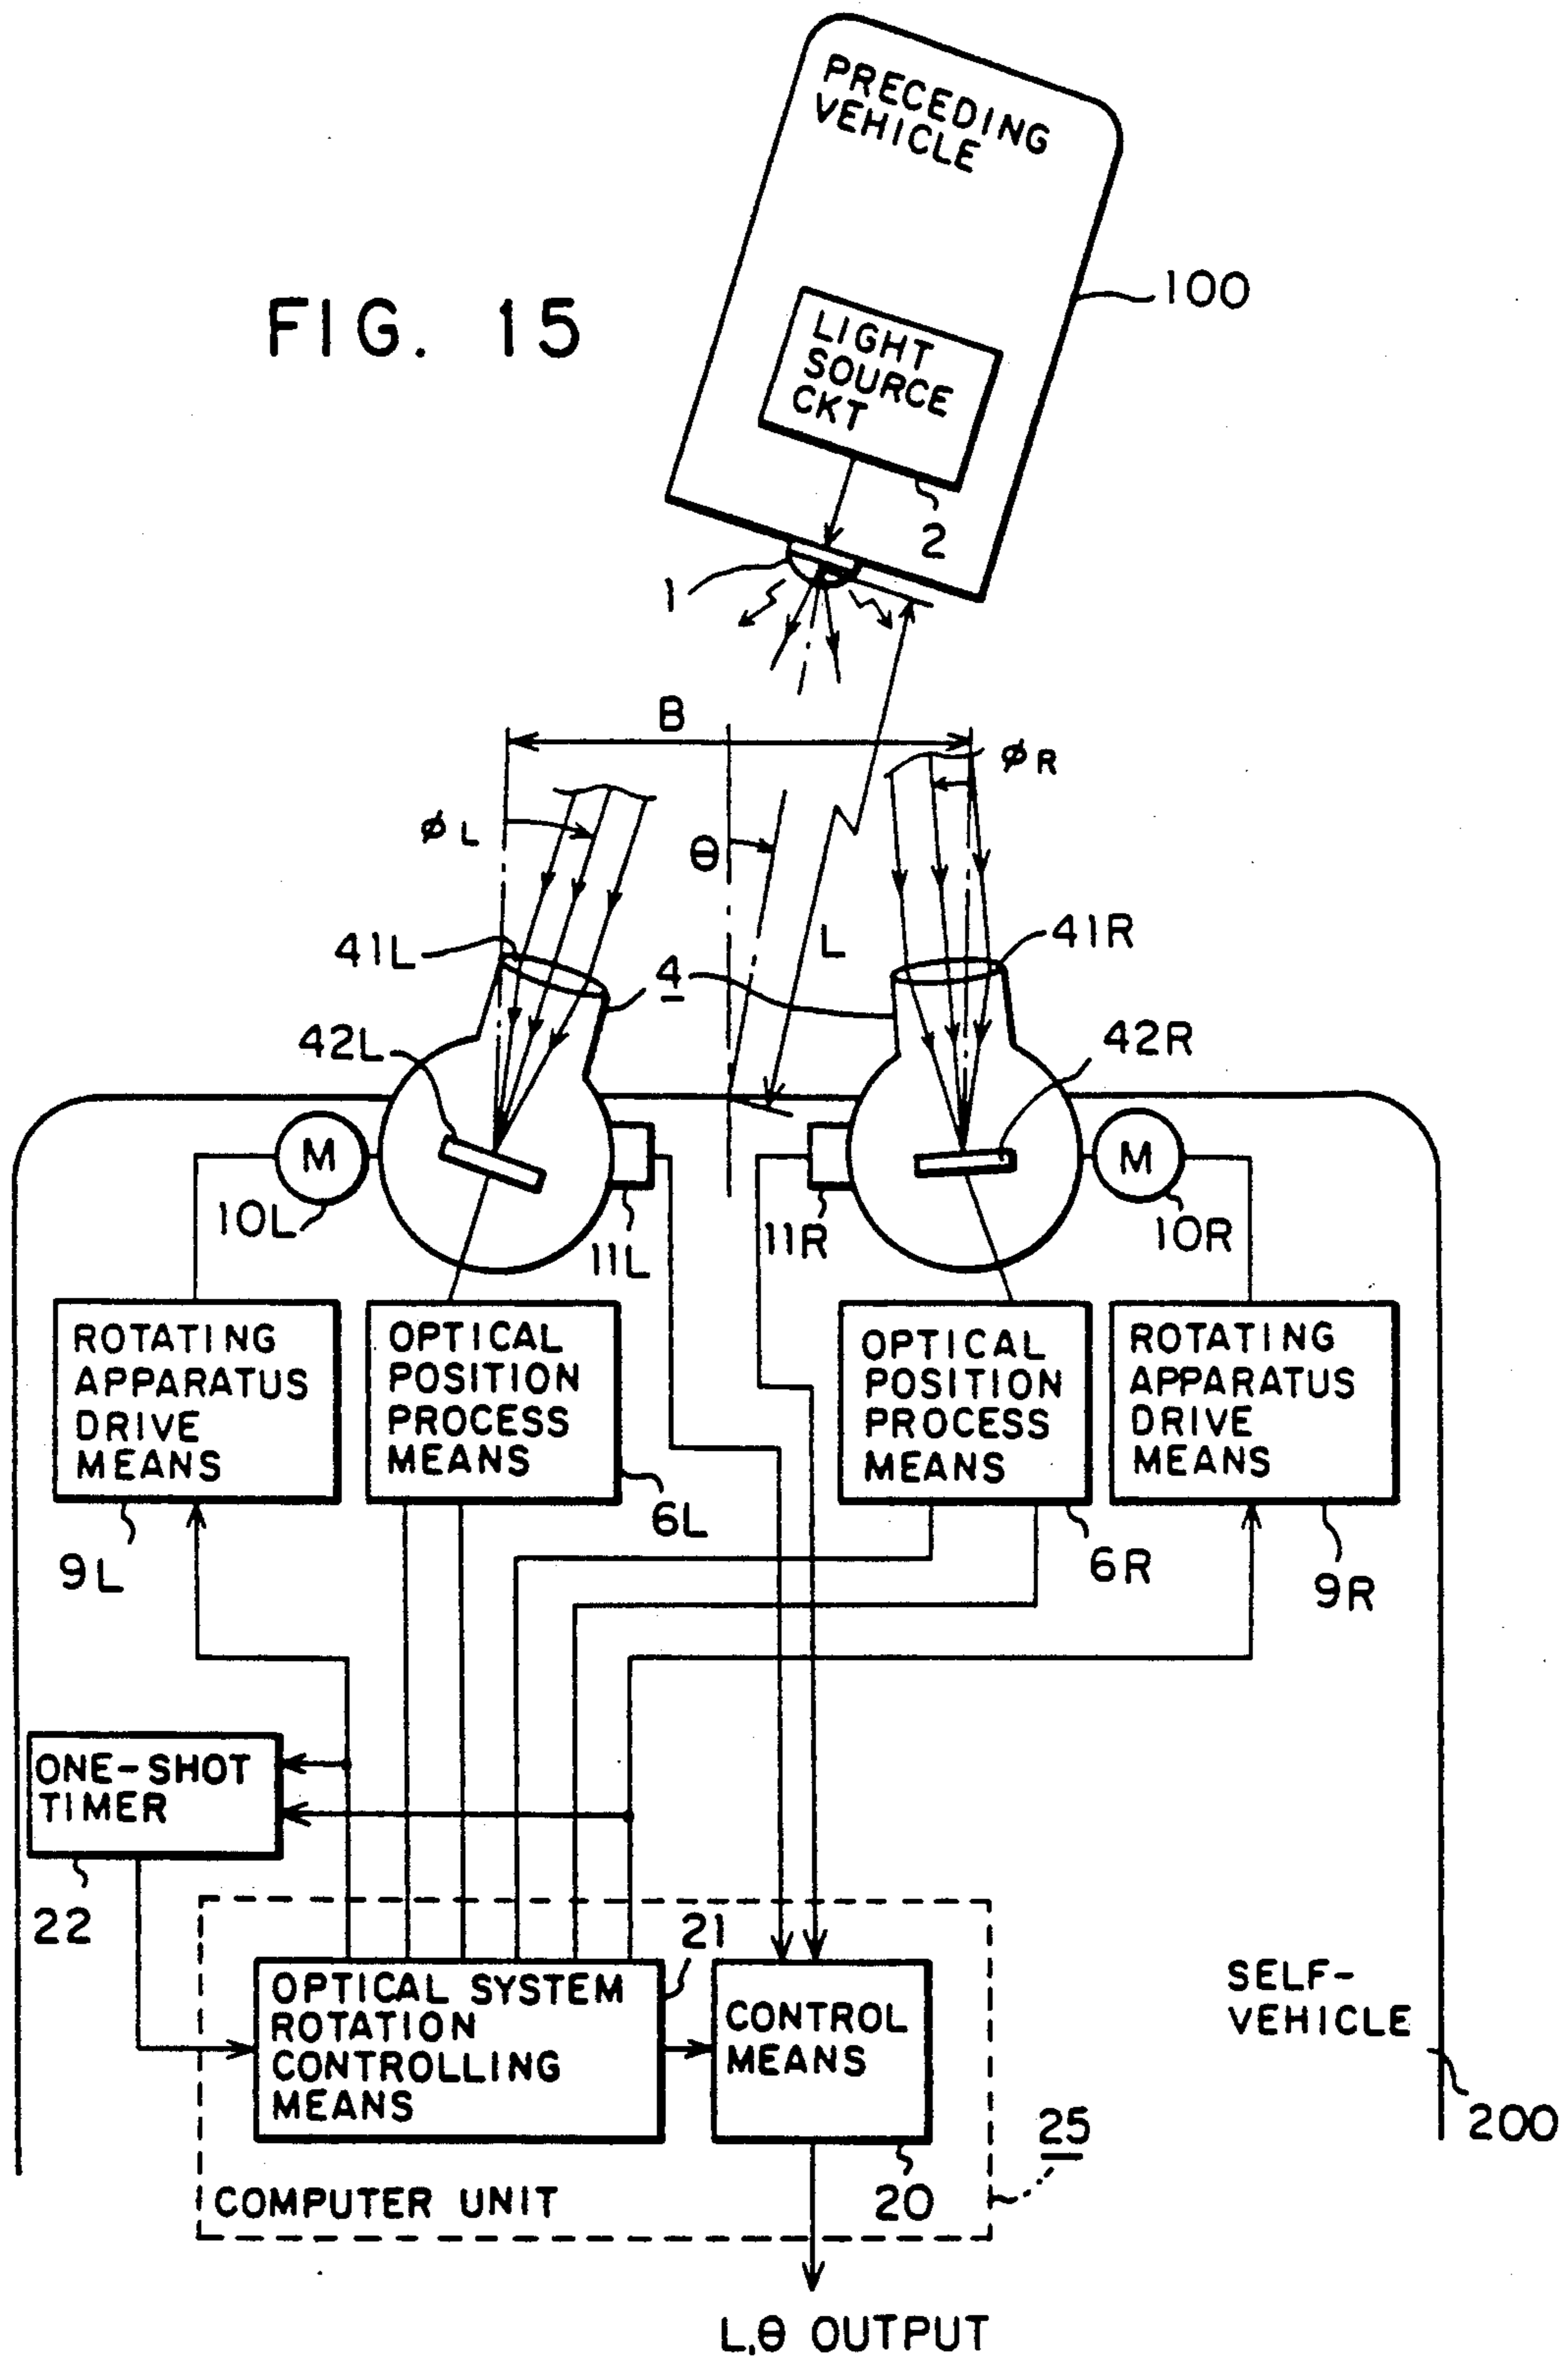 PRECEDING
VEHICLE
100
FIG. 15
LIGHT
SOURCE
CKT
2
1
B
φR
φL
θ
L
41L
4
41R
42L
42R
M
M
10L
11L
11R
10R
ROTATING
APPARATUS
DRIVE
MEANS
OPTICAL
POSITION
PROCESS
MEANS
OPTICAL
POSITION
PROCESS
MEANS
ROTATING
APPARATUS
DRIVE
MEANS
9L
6L
6R
9R
ONE-SHOT
TIMER
22
21
OPTICAL SYSTEM
ROTATION
CONTROLLING
MEANS
CONTROL
MEANS
SELF-
VEHICLE
200
25
20
COMPUTER UNIT
L,θ OUTPUT